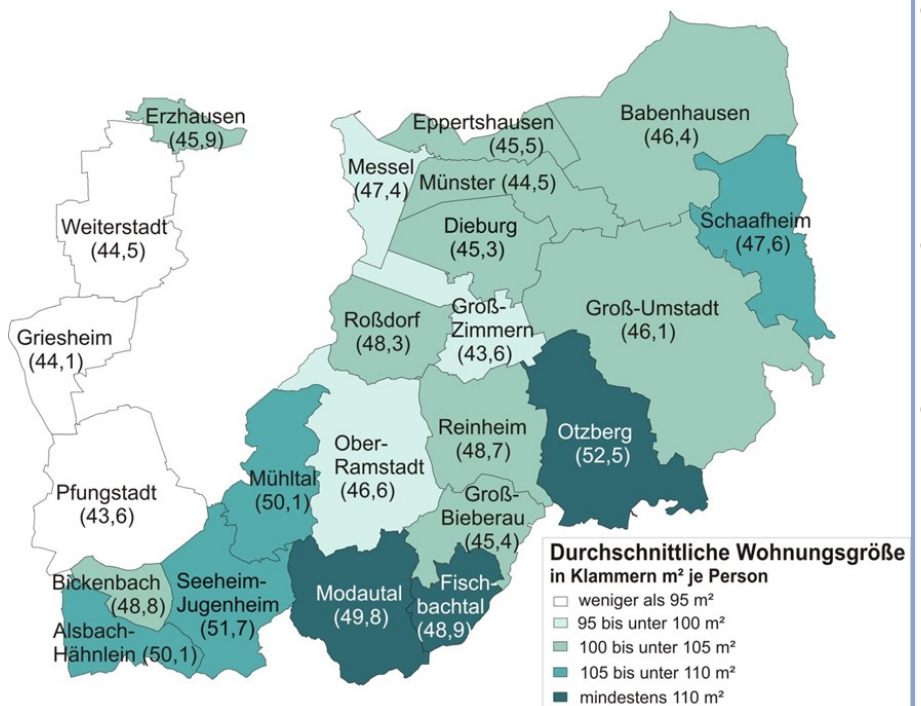 Erzhausen
(45,9)
Eppertshausen
(45,5)
Babenhausen
(46,4)
Messel
(47,4)
Münster (44,5)
Schaafheim
(47,6)
Weiterstadt
(44,5)
Dieburg
(45,3)
Groß-Umstadt
(46,1)
Griesheim
(44,1)
Roßdorf
(48,3)
Groß-
Zimmern
(43,6)
Otzberg
(52,5)
Reinheim
(48,7)
Ober-
Ramstadt
(46,6)
Mühltal
(50,1)
Pfungstadt
(43,6)
Groß-
Bieberau
(45,4)
Bickenbach
(48,8)
Seeheim-
Jugenheim
(51,7)
Modautal
(49,8)
Fisch-
bachtal
(48,9)
Alsbach-
Hähnlein (50,1)
Durchschnittliche Wohnungsgröße
in Klammern m² je Person
weniger als 95 m²
95 bis unter 100 m²
100 bis unter 105 m²
105 bis unter 110 m²
mindestens 110 m²